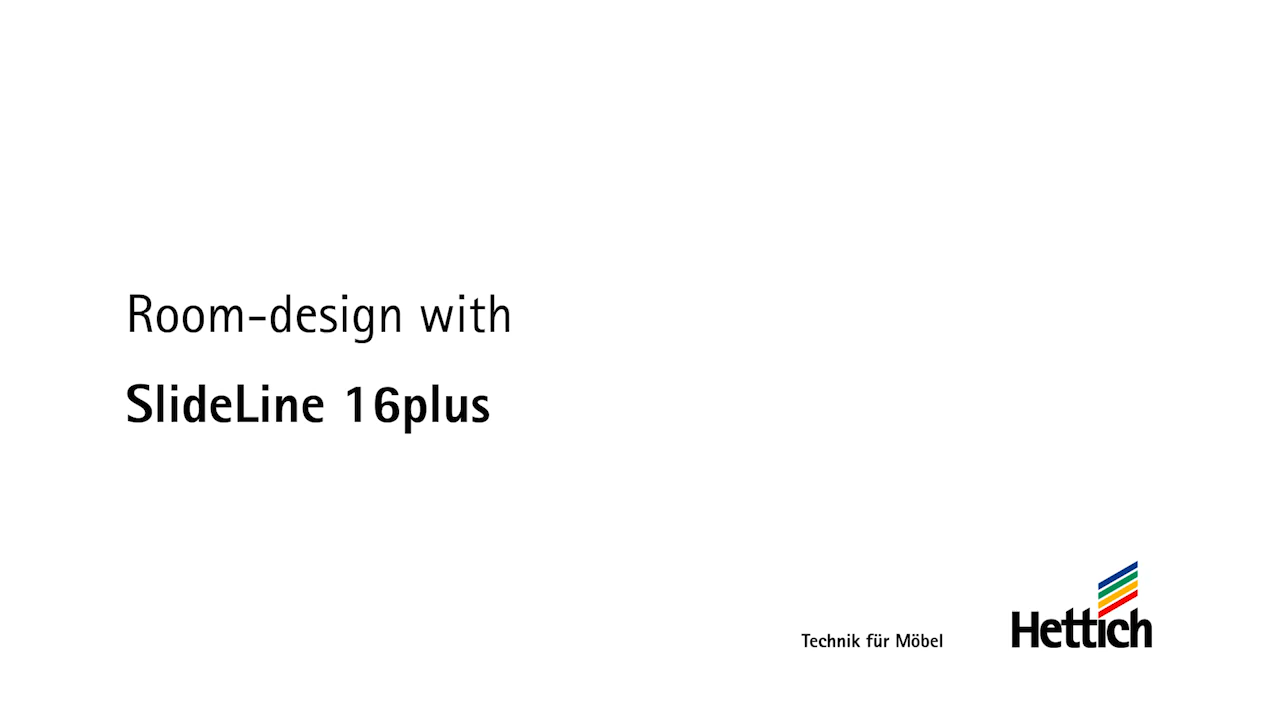 Room-design with
SlideLine 16plus
Technik für Möbel
Hettich